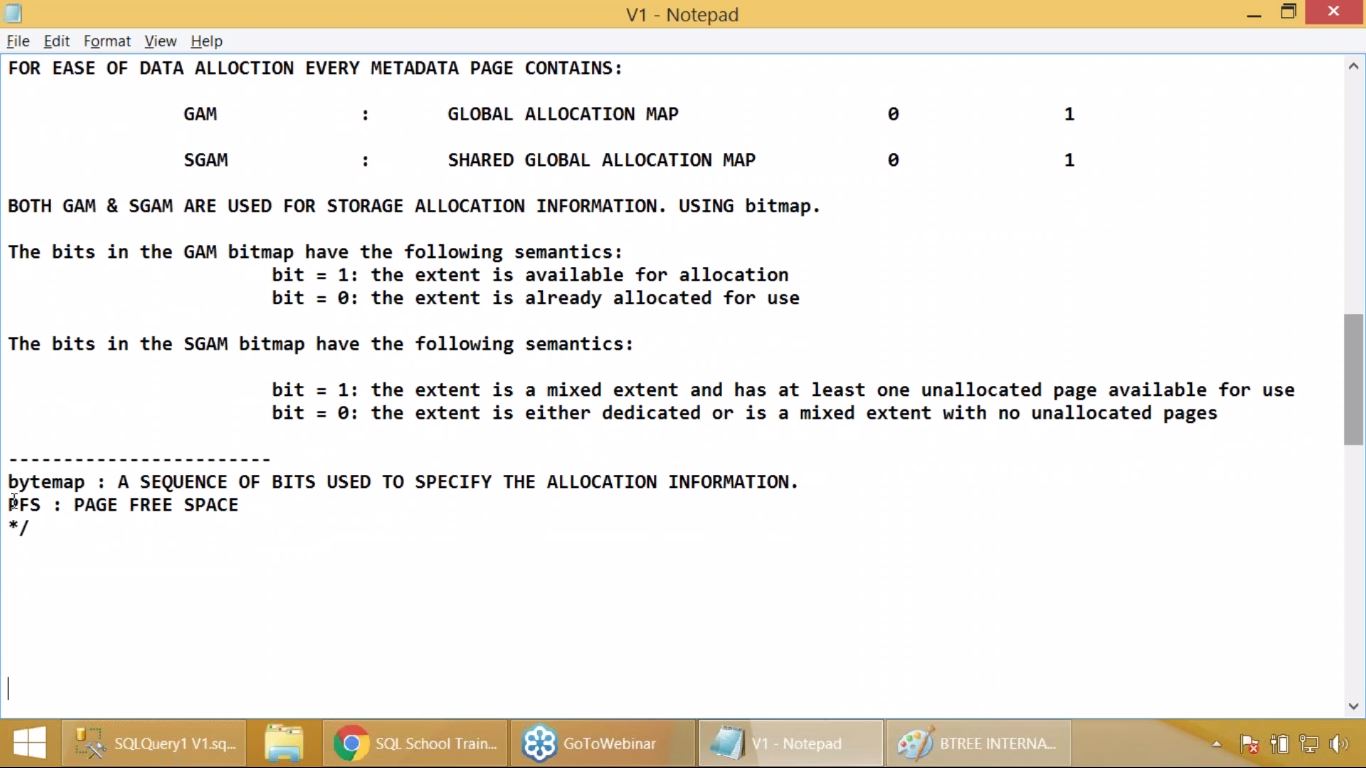 V1 - Notepad
File Edit Format View Help
FOR EASE OF DATA ALLOCTION EVERY METADATA PAGE CONTAINS:
GAM : GLOBAL ALLOCATION MAP 0 1
SGAM : SHARED GLOBAL ALLOCATION MAP 0 1
BOTH GAM & SGAM ARE USED FOR STORAGE ALLOCATION INFORMATION. USING bitmap.
The bits in the GAM bitmap have the following semantics:
bit = 1: the extent is available for allocation
bit = 0: the extent is already allocated for use
The bits in the SGAM bitmap have the following semantics:
bit = 1: the extent is a mixed extent and has at least one unallocated page available for use
bit = 0: the extent is either dedicated or is a mixed extent with no unallocated pages
------------------------
bytemap : A SEQUENCE OF BITS USED TO SPECIFY THE ALLOCATION INFORMATION.
PFS : PAGE FREE SPACE
*/
SQLQuery1 V1.sq... SQL School Train... GoToWebinar V1 - Notepad BTREE INTERNA...